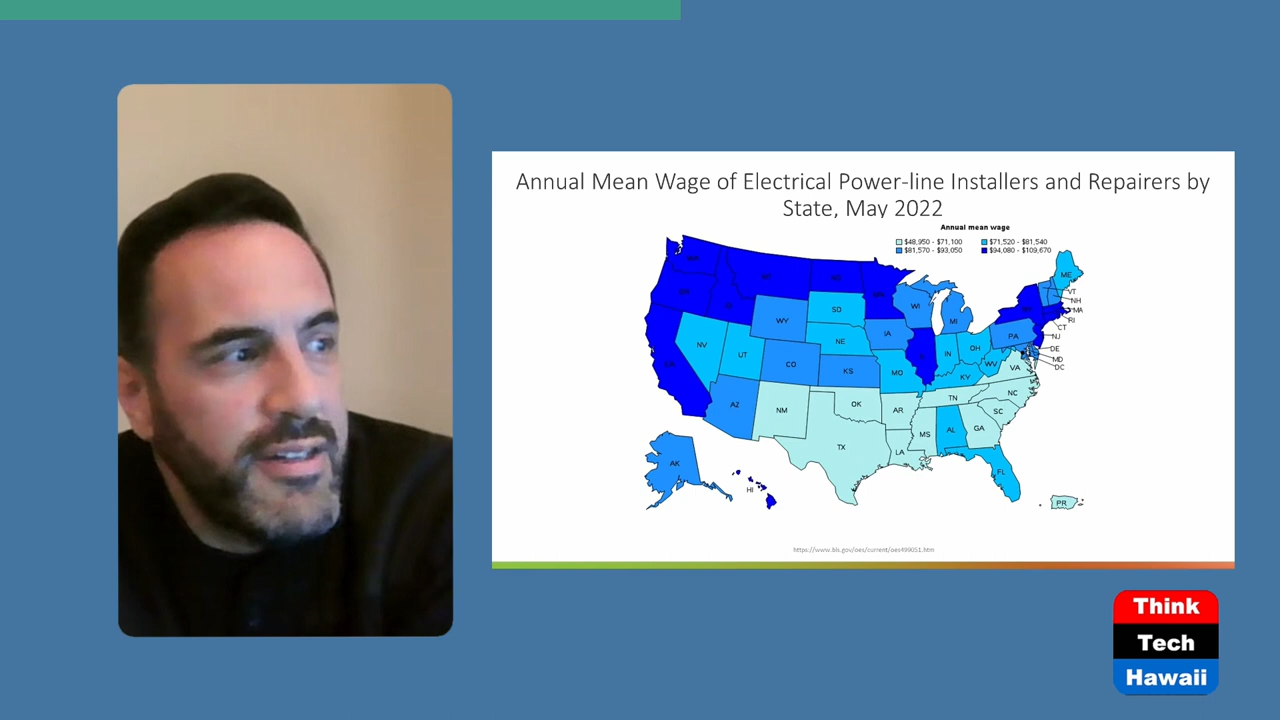 Annual Mean Wage of Electrical Power-line Installers and Repairers by
State, May 2022
Annual mean wage
$48,950 - $71,100
$71,520 - $81,540
$81,570 - $93,050
$94,080 - $109,670
WY
SD
WI
MI
ME
VT
NH
MA
RI
CT
NJ
DE
MD
DC
NV
UT
CO
NE
KS
IA
MO
IN
OH
PA
WV
VA
KY
AZ
NM
OK
AR
TN
NC
SC
TX
LA
MS
AL
GA
FL
AK
HI
PR
https://www.bls.gov/oes/current/oes499051.htm
Think
Tech
Hawaii